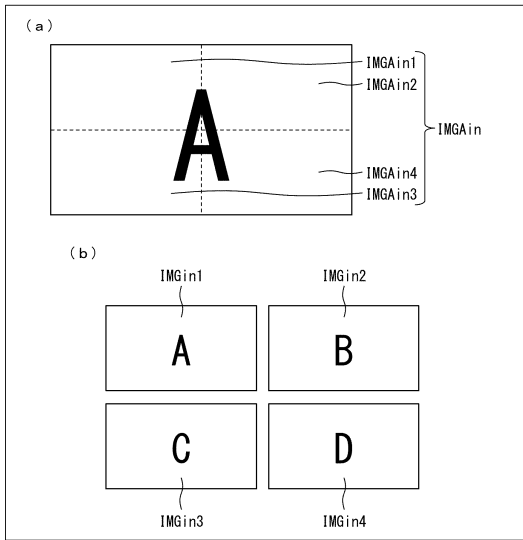 (a)
IMGAin1
IMGAin2
IMGAin
A
IMGAin4
IMGAin3
(b)
IMGin1 IMGin2
A B
C D
IMGin3 IMGin4